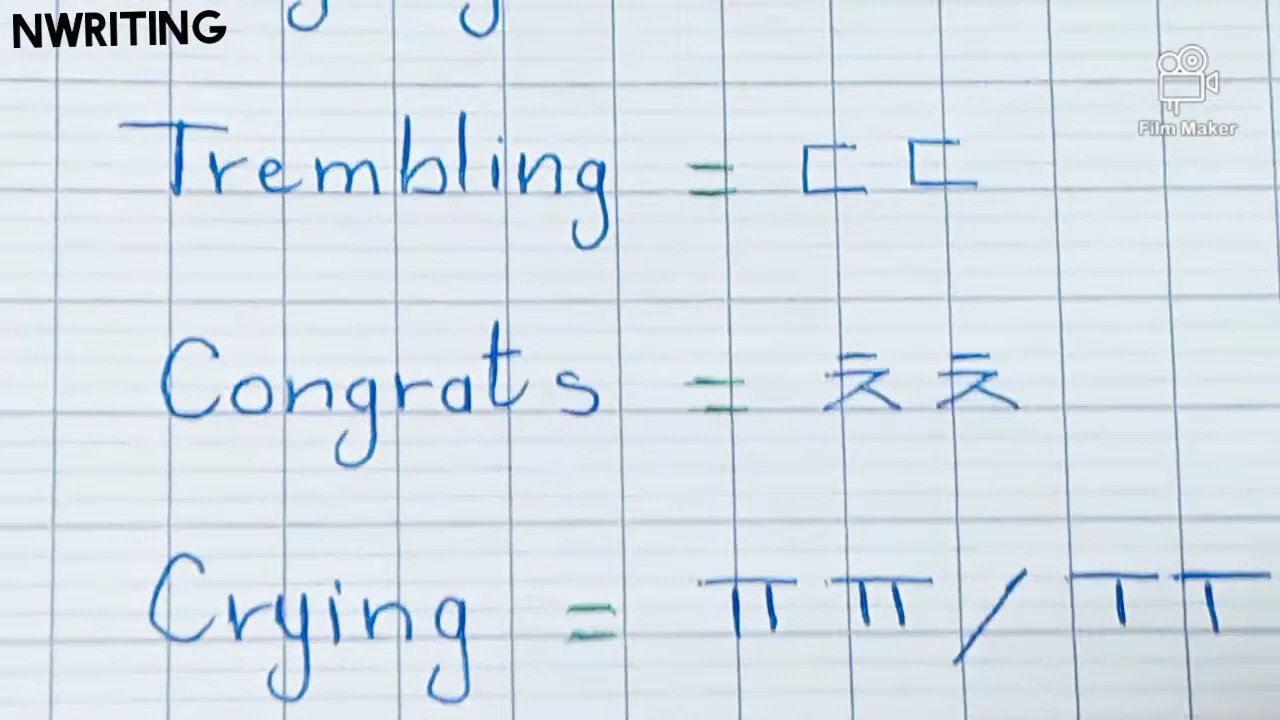 NWRITING
Film Maker
Trembling = ㄷㄷ
Congrats = ㅊㅊ
Crying = ㅠㅠ / ㅜㅜ